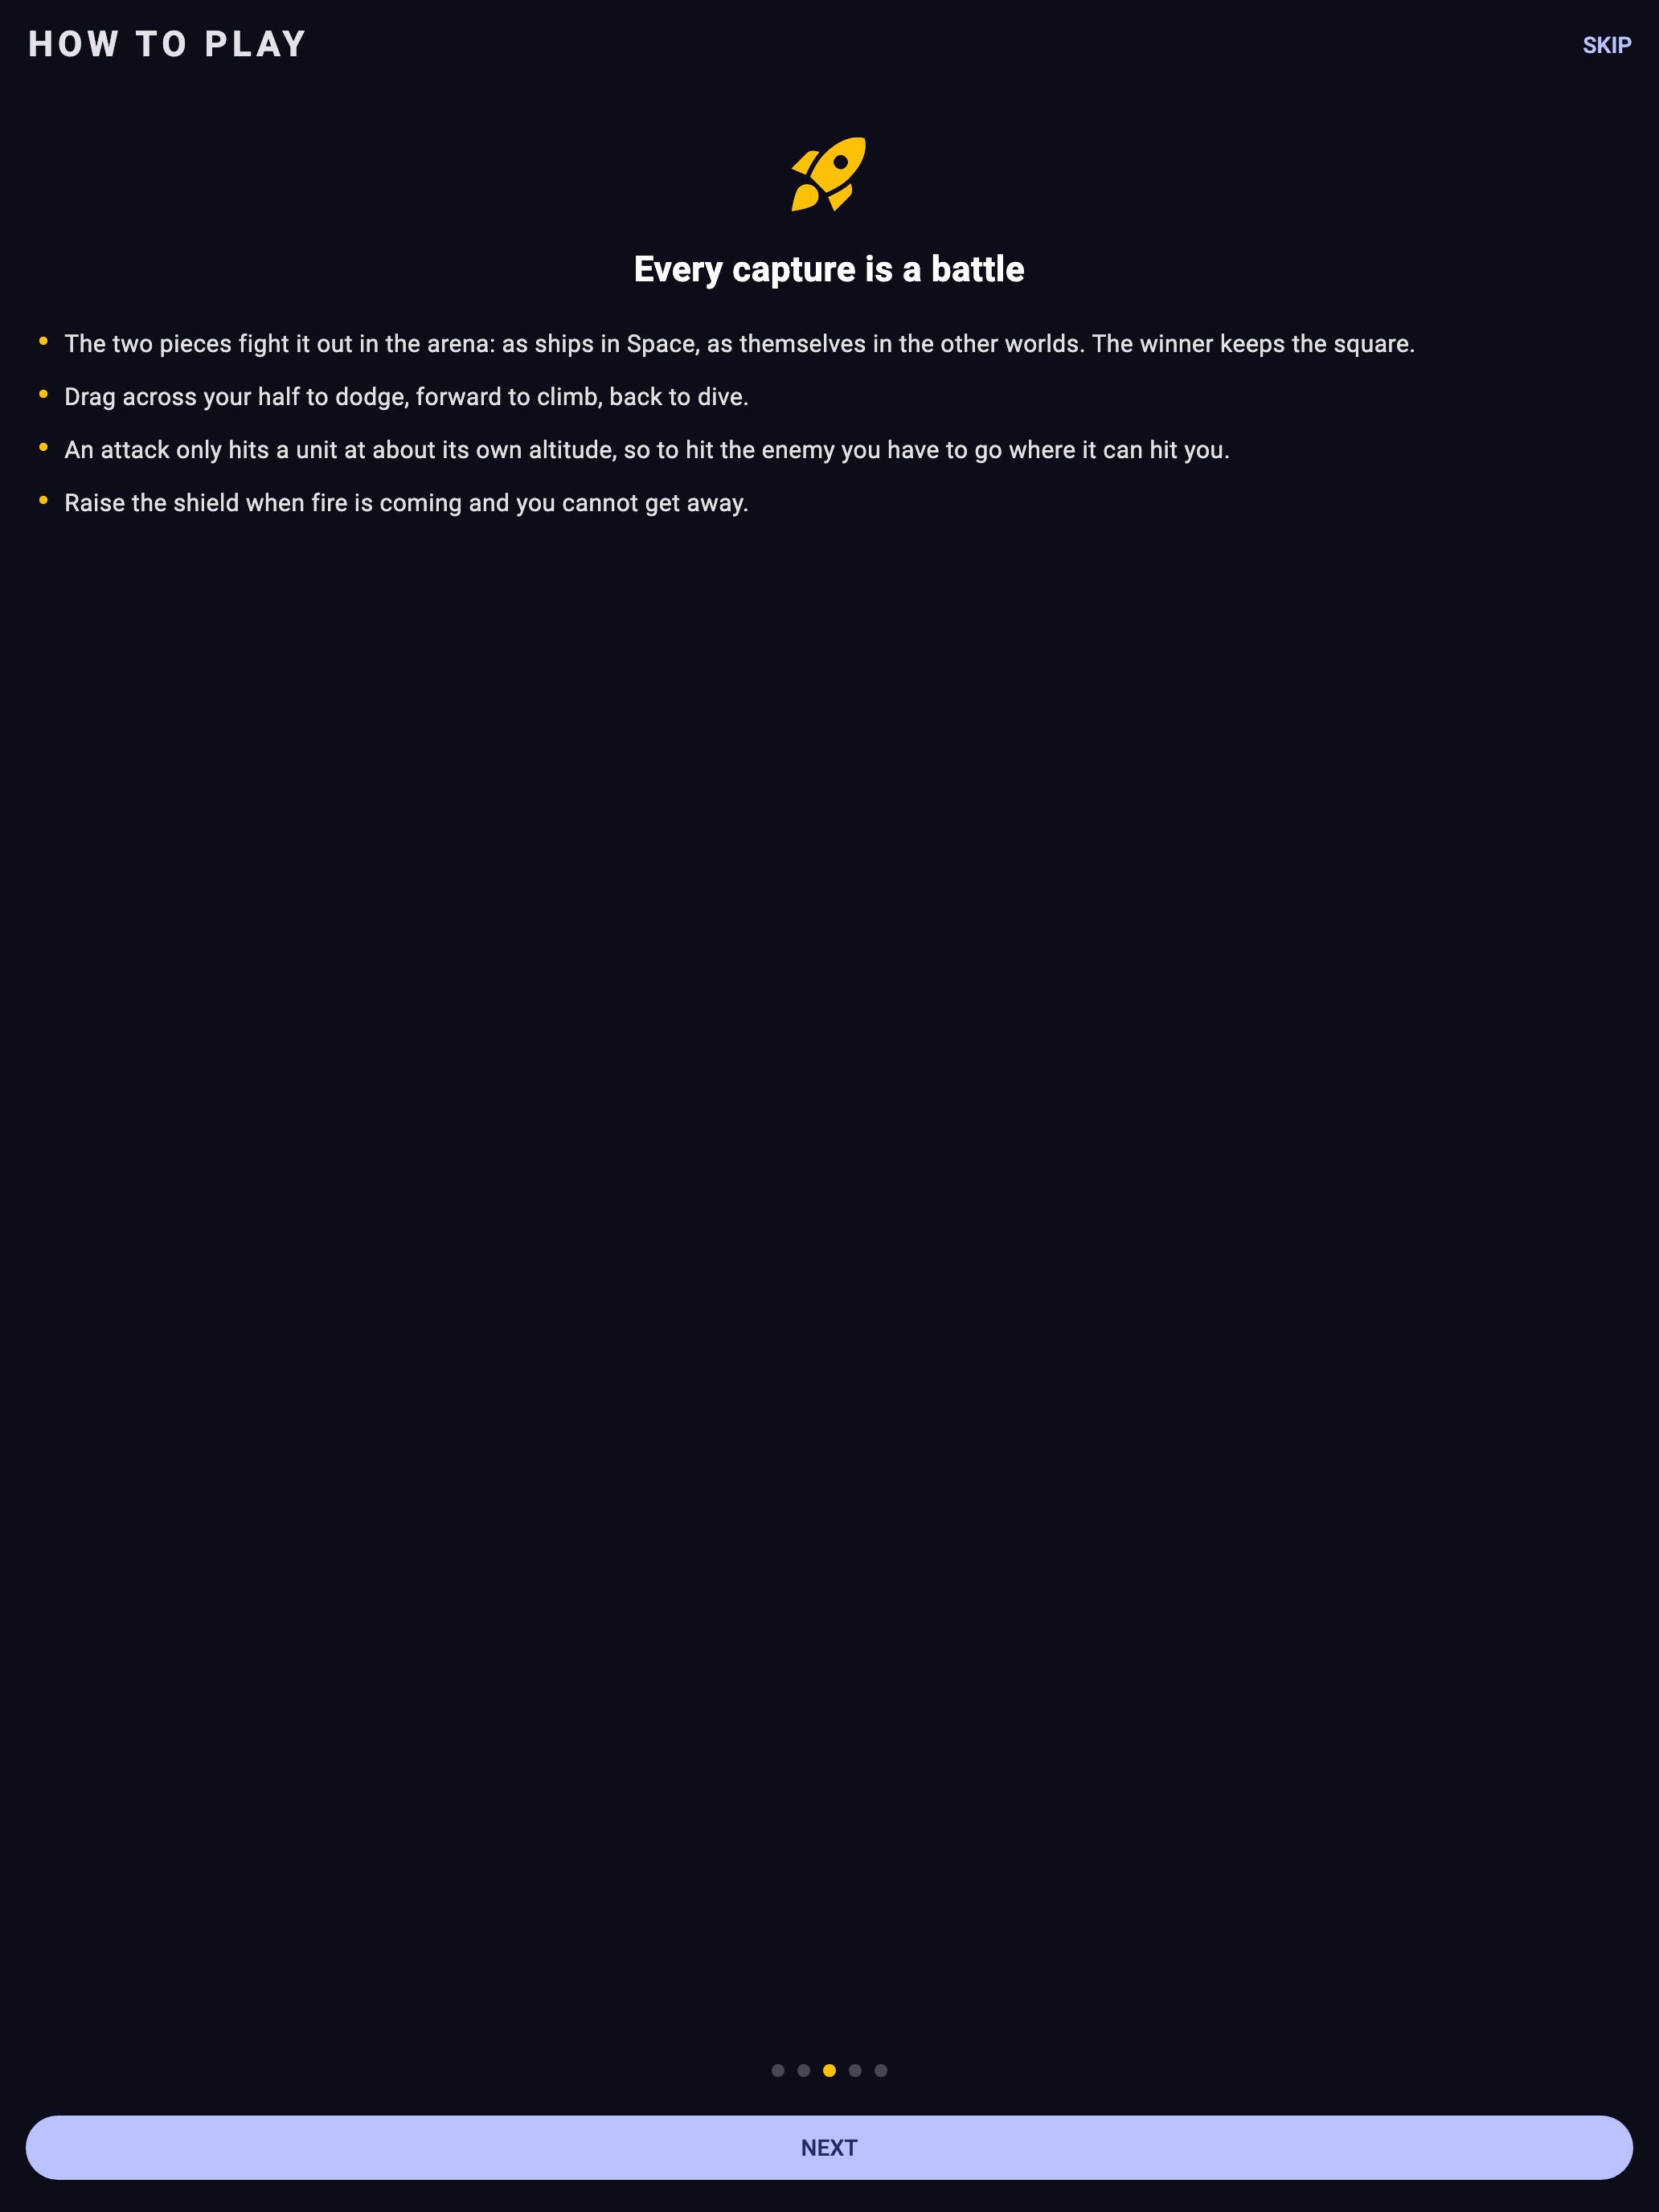 HOW TO PLAY
SKIP
Every capture is a battle
• The two pieces fight it out in the arena: as ships in Space, as themselves in the other worlds. The winner keeps the square.
• Drag across your half to dodge, forward to climb, back to dive.
• An attack only hits a unit at about its own altitude, so to hit the enemy you have to go where it can hit you.
• Raise the shield when fire is coming and you cannot get away.
NEXT